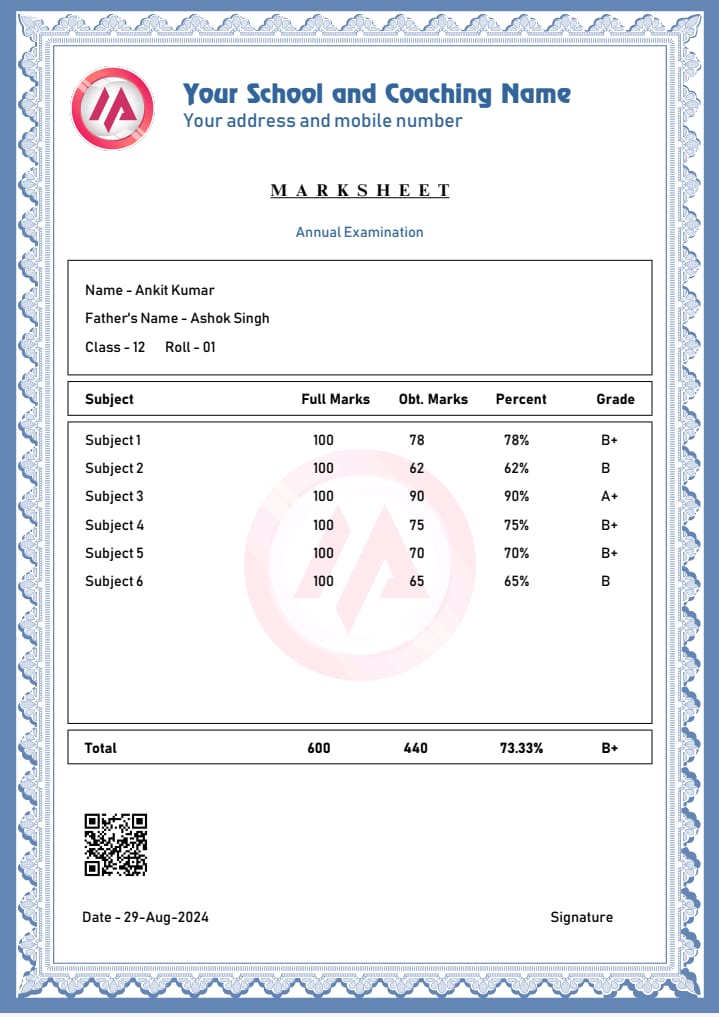 Your School and Coaching Name
Your address and mobile number
MARKSHEET
Annual Examination
Name - Ankit Kumar
Father's Name - Ashok Singh
Class - 12 Roll - 01
Subject Full Marks Obt. Marks Percent Grade
Subject 1 100 78 78% B+
Subject 2 100 62 62% B
Subject 3 100 90 90% A+
Subject 4 100 75 75% B+
Subject 5 100 70 70% B+
Subject 6 100 65 65% B
Total 600 440 73.33% B+
Date - 29-Aug-2024 Signature